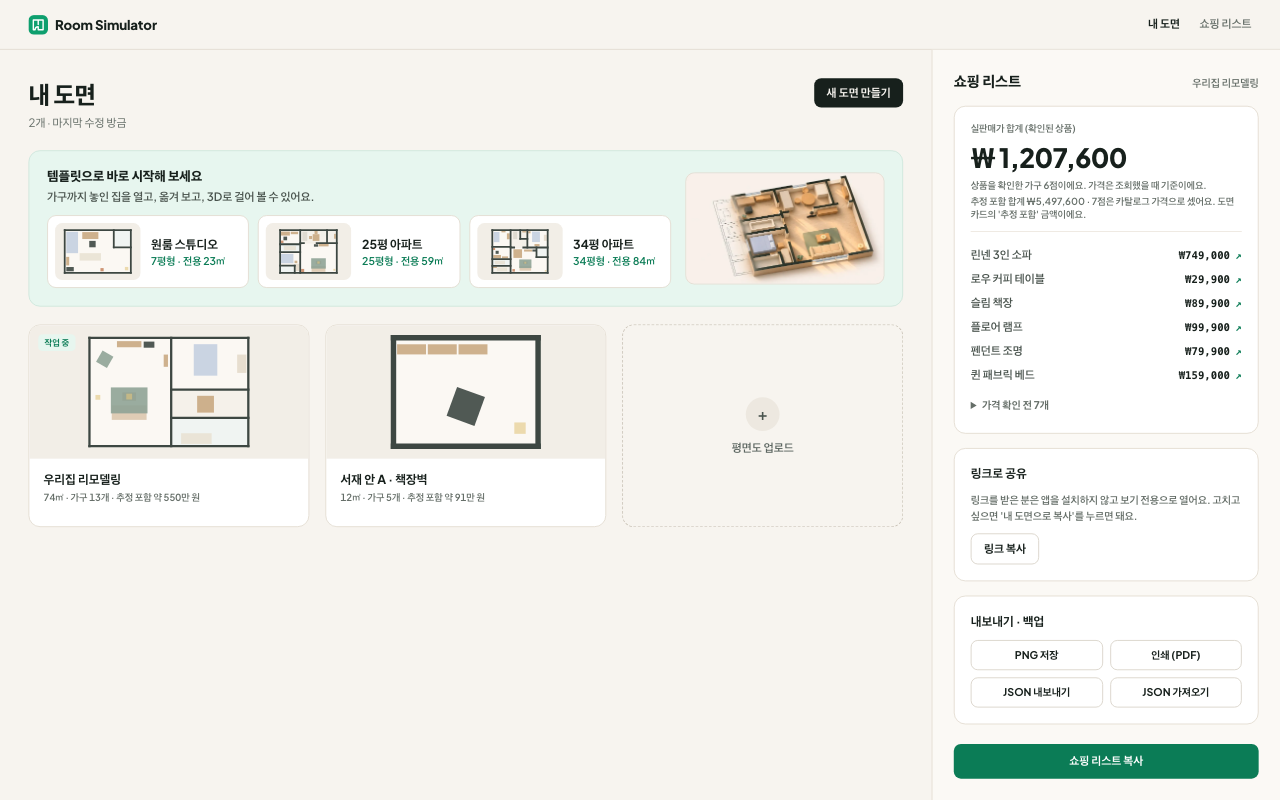 Room Simulator
내 도면
쇼핑 리스트
내 도면
2개 · 마지막 수정 방금
새 도면 만들기
템플릿으로 바로 시작해 보세요
가구까지 놓인 집을 열고, 옮겨 보고, 3D로 걸어 볼 수 있어요.
원룸 스튜디오
7평형 · 전용 23㎡
25평 아파트
25평형 · 전용 59㎡
34평 아파트
34평형 · 전용 84㎡
작업 중
우리집 리모델링
74㎡ · 가구 13개 · 추정 포함 약 550만 원
서재 안 A · 책장벽
12㎡ · 가구 5개 · 추정 포함 약 91만 원
+
평면도 업로드
쇼핑 리스트
우리집 리모델링
실판매가 합계 (확인된 상품)
₩1,207,600
상품을 확인한 가구 6점이에요. 가격은 조회했을 때 기준이에요.
추정 포함 합계 ₩5,497,600 · 7점은 카탈로그 가격으로 셌어요. 도면
카드의 '추정 포함' 금액이에요.
린넨 3인 소파 ₩749,000 ↗
로우 커피 테이블 ₩29,900 ↗
슬림 책장 ₩89,900 ↗
플로어 램프 ₩99,900 ↗
펜던트 조명 ₩79,900 ↗
퀸 패브릭 베드 ₩159,000 ↗
▶ 가격 확인 전 7개
링크로 공유
링크를 받은 분은 앱을 설치하지 않고 보기 전용으로 열어요. 고치고
싶으면 '내 도면으로 복사'를 누르면 돼요.
링크 복사
내보내기 · 백업
PNG 저장
인쇄 (PDF)
JSON 내보내기
JSON 가져오기
쇼핑 리스트 복사